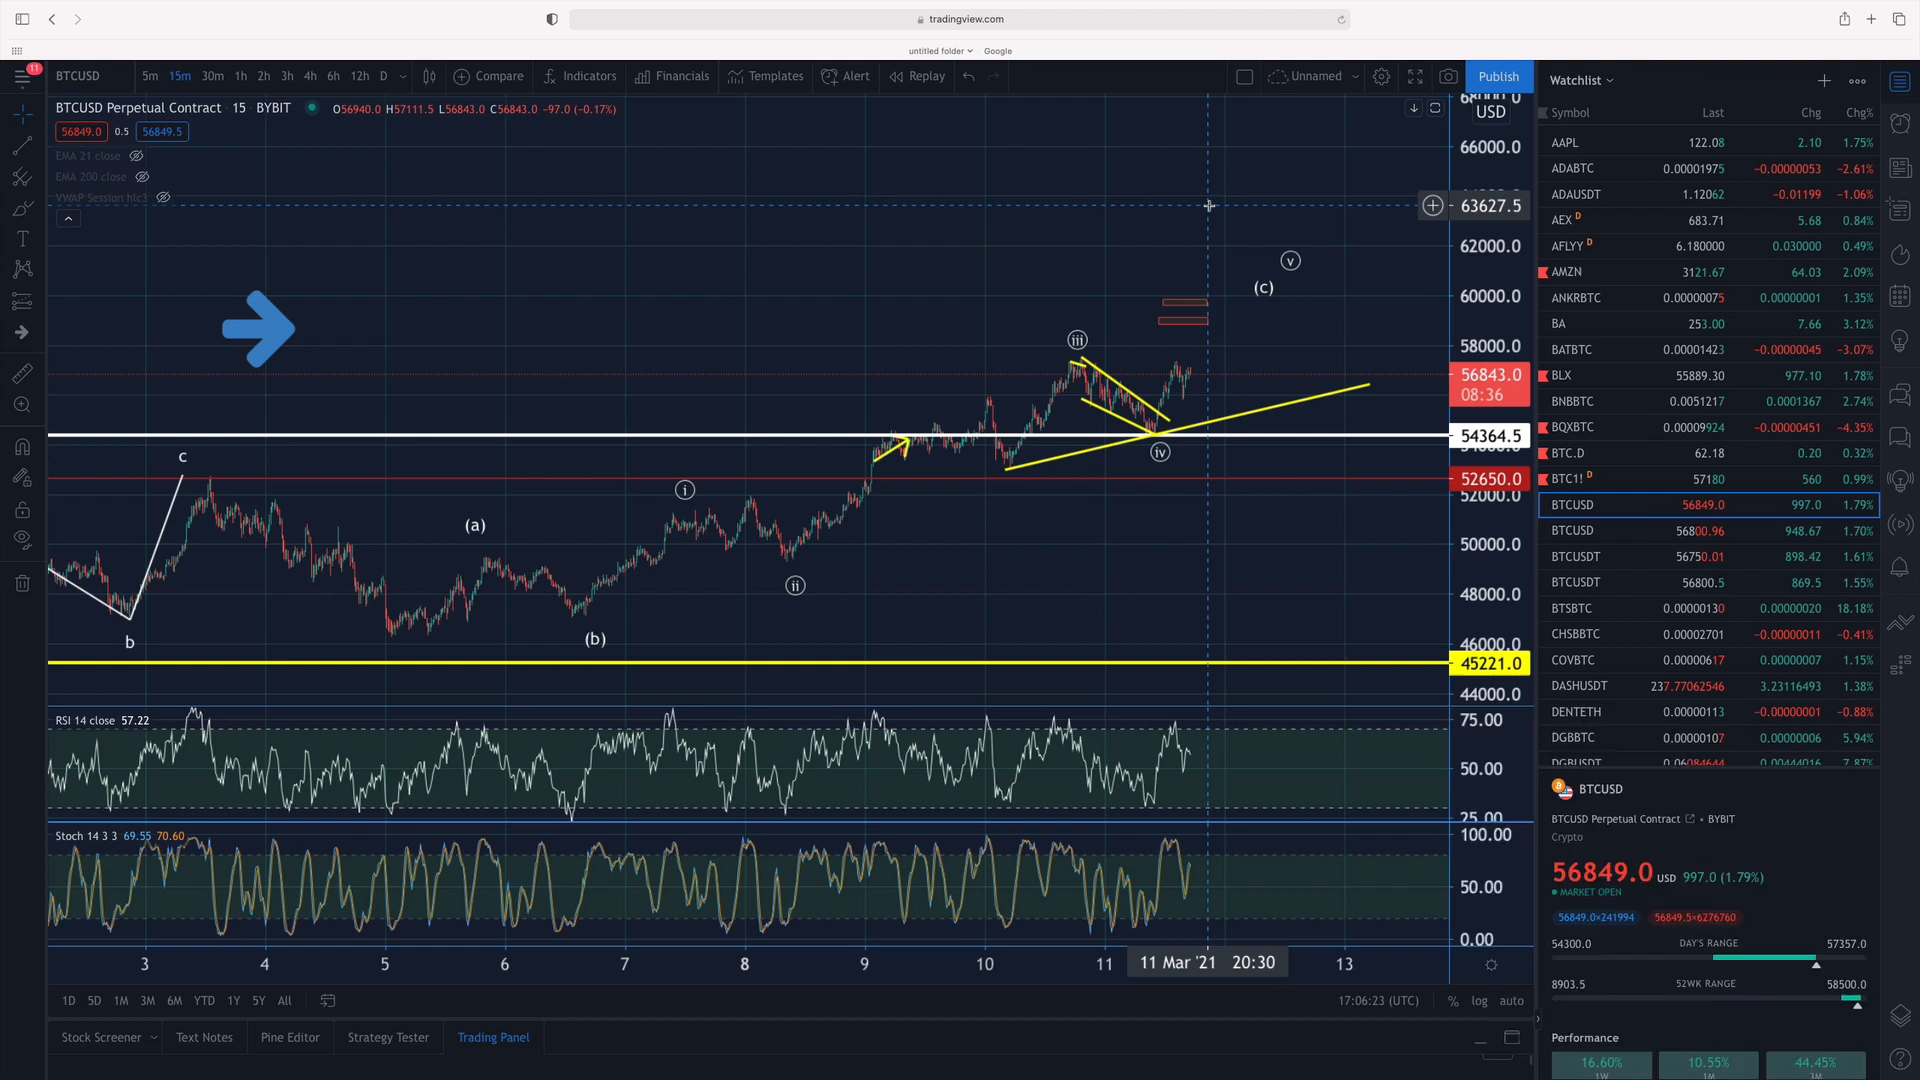 tradingview.com
untitled folder
Google
11
BTCUSD 5m 15m 30m 1h 2h 3h 4h 6h 12h D Compare Indicators Financials Templates Alert Replay Unnamed Publish
BTCUSD Perpetual Contract · 15 · BYBIT O56940.0 H57111.5 L56843.0 C56843.0 −97.0 (−0.17%)
56849.0 0.5 56849.5
EMA 21 close
EMA 200 close
VWAP Session hlc3
USD
66000.0
63627.5
62000.0
60000.0
58000.0
56843.0
08:36
54364.5
52650.0
52000.0
50000.0
48000.0
46000.0
45221.0
44000.0
v
(c)
iii
iv
c
i
(a)
ii
(b)
b
RSI 14 close 57.22
75.00
50.00
25.00
Stoch 14 3 3 69.55 70.60
100.00
50.00
0.00
3 4 5 6 7 8 9 10 11 11 Mar '21 20:30 13
1D 5D 1M 3M 6M YTD 1Y 5Y All 17:06:23 (UTC) % log auto
Stock Screener Text Notes Pine Editor Strategy Tester Trading Panel
Watchlist
Symbol Last Chg Chg%
AAPL 122.08 2.10 1.75%
ADABTC 0.00001975 −0.00000053 −2.61%
ADAUSDT 1.12062 −0.01199 −1.06%
AEX D 683.71 5.68 0.84%
AFLYY D 6.180000 0.030000 0.49%
AMZN 3121.67 64.03 2.09%
ANKRBTC 0.00000075 0.00000001 1.35%
BA 253.00 7.66 3.12%
BATBTC 0.00001423 −0.00000045 −3.07%
BLX 55889.30 977.10 1.78%
BNBBTC 0.0051217 0.0001367 2.74%
BQXBTC 0.00009924 −0.00000451 −4.35%
BTC.D 62.18 0.20 0.32%
BTC1! D 57180 560 0.99%
BTCUSD 56849.0 997.0 1.79%
BTCUSD 56800.96 948.67 1.70%
BTCUSDT 56750.01 898.42 1.61%
BTCUSDT 56800.5 869.5 1.55%
BTSBTC 0.00000130 0.00000020 18.18%
CHSBBTC 0.00002701 −0.00000011 −0.41%
COVBTC 0.00000617 0.00000007 1.15%
DASHUSDT 237.77062546 3.23116493 1.38%
DENTETH 0.00000113 −0.00000001 −0.88%
DGBBTC 0.00000107 0.00000006 5.94%
DGBUSDT 0.06084644 0.00444016 7.87%
BTCUSD
BTCUSD Perpetual Contract • BYBIT
Crypto
56849.0 USD 997.0 (1.79%)
MARKET OPEN
56849.0×241994 56849.5×6276760
54300.0 DAY'S RANGE 57357.0
8903.5 52WK RANGE 58500.0
Performance
16.60% 10.55% 44.45%
1W 1M 3M